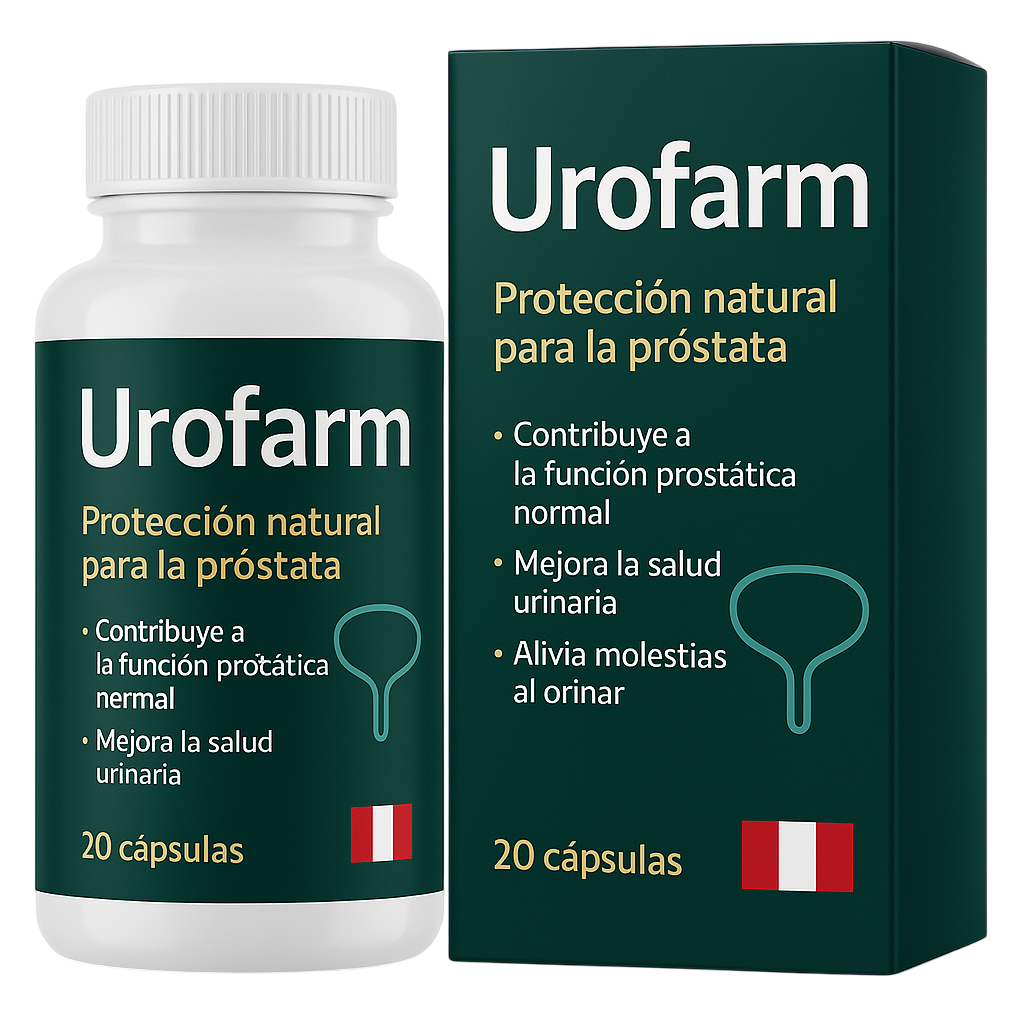 Urofarm
Protección natural
para la próstata
• Contribuye a
la función protática
nermal
• Mejora la salud
urinaria
20 cápsulas
Urofarm
Protección natural
para la próstata
• Contribuye a
la función prostática
normal
• Mejora la salud
urinaria
• Alivia molestias
al orinar
20 cápsulas